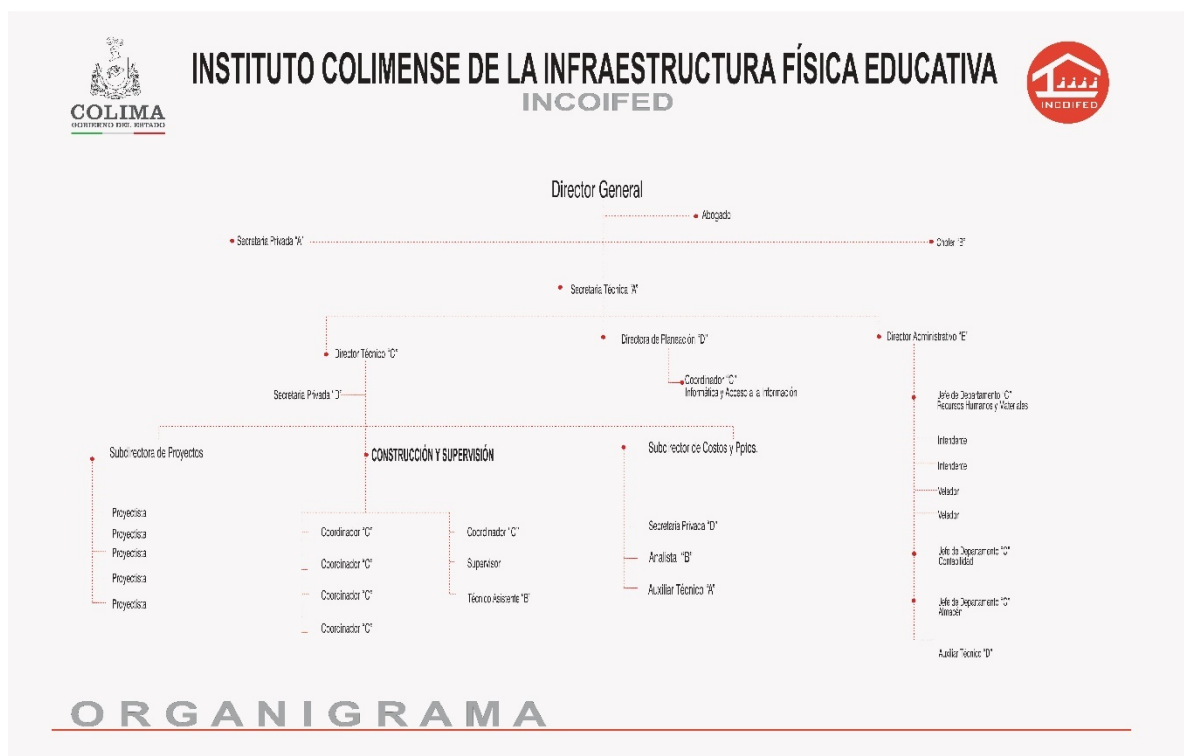 COLIMA
GOBIERNO DEL ESTADO
INSTITUTO COLIMENSE DE LA INFRAESTRUCTURA FÍSICA EDUCATIVA
INCOIFED
INCOIFED
Director General
Abogado
Secretaria Privada "A"
Chofer "B"
Secretaria Técnica "A"
Director Técnico "C"
Directora de Planeación "D"
Director Administrativo "E"
Secretaria Privada "D"
Coordinador "C"
Informática y Acceso a la Información
Jefe de Departamento "C"
Recursos Humanos y Materiales
Subdirectora de Proyectos
CONSTRUCCIÓN Y SUPERVISIÓN
Subdirector de Costos y Pptos.
Intendente
Intendente
Velador
Velador
Proyectista
Proyectista
Proyectista
Proyectista
Proyectista
Coordinador "C"
Coordinador "C"
Coordinador "C"
Coordinador "C"
Coordinador "C"
Supervisor
Técnico Asistente "B"
Secretaria Privada "D"
Analista "B"
Auxiliar Técnico "A"
Jefe de Departamento "C"
Contabilidad
Jefe de Departamento "C"
Almacén
Auxiliar Técnico "D"
ORGANIGRAMA